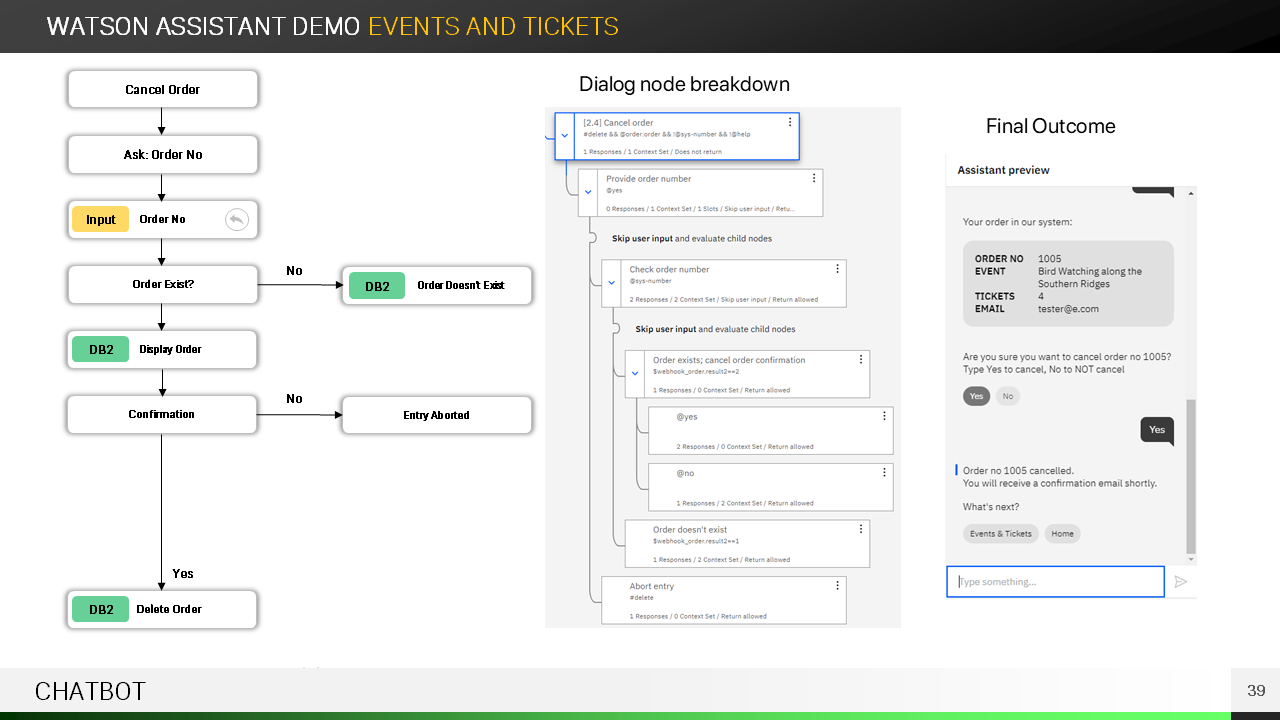 WATSON ASSISTANT DEMO EVENTS AND TICKETS
Cancel Order
Ask: Order No
Input Order No
Order Exist?
No
DB2 Order Doesn't Exist
DB2 Display Order
Confirmation
No
Entry Aborted
Yes
DB2 Delete Order
Dialog node breakdown
[2.4] Cancel order
#delete && @order:order && !@sys-number && !@help
1 Responses / 1 Context Set / Does not return
Provide order number
@yes
0 Responses / 1 Context Set / 1 Slots / Skip user input / Retu...
Skip user input and evaluate child nodes
Check order number
@sys-number
2 Responses / 2 Context Set / Skip user input / Return allowed
Skip user input and evaluate child nodes
Order exists; cancel order confirmation
$webhook_order.result2==2
1 Responses / 0 Context Set / Return allowed
@yes
2 Responses / 0 Context Set / Return allowed
@no
1 Responses / 2 Context Set / Return allowed
Order doesn't exist
$webhook_order.result2==1
1 Responses / 2 Context Set / Return allowed
Abort entry
#delete
1 Responses / 0 Context Set / Return allowed
Final Outcome
Assistant preview
Your order in our system:
ORDER NO 1005
EVENT Bird Watching along the
Southern Ridges
TICKETS 4
EMAIL tester@e.com
Are you sure you want to cancel order no 1005?
Type Yes to cancel, No to NOT cancel
Yes No
Yes
Order no 1005 cancelled.
You will receive a confirmation email shortly.
What's next?
Events & Tickets Home
Type something...
CHATBOT
39